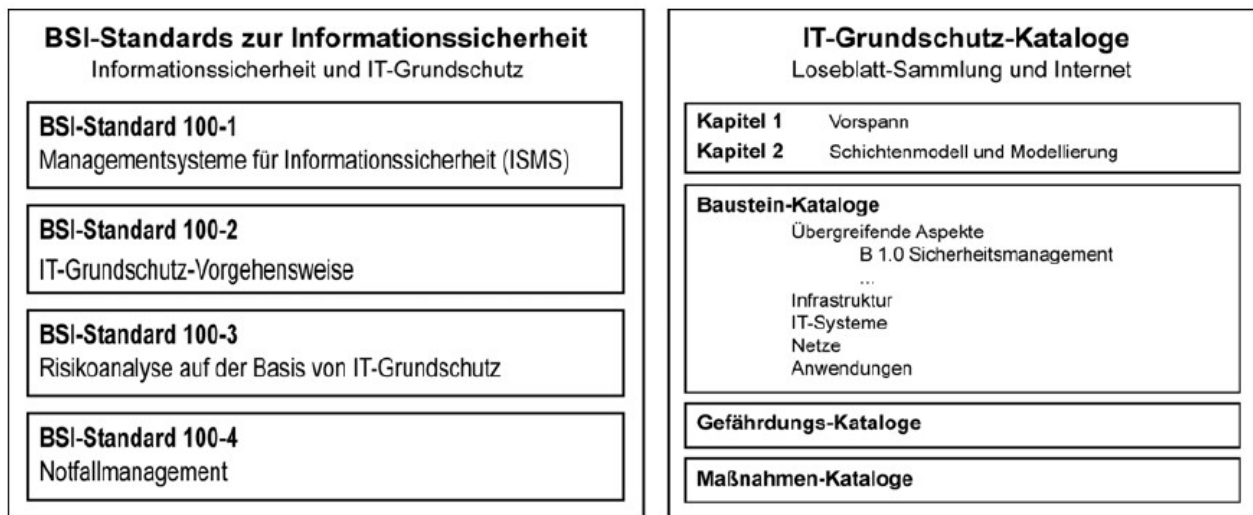 BSI-Standards zur Informationssicherheit
Informationssicherheit und IT-Grundschutz
BSI-Standard 100-1
Managementsysteme für Informationssicherheit (ISMS)
BSI-Standard 100-2
IT-Grundschutz-Vorgehensweise
BSI-Standard 100-3
Risikoanalyse auf der Basis von IT-Grundschutz
BSI-Standard 100-4
Notfallmanagement
IT-Grundschutz-Kataloge
Loseblatt-Sammlung und Internet
Kapitel 1 Vorspann
Kapitel 2 Schichtenmodell und Modellierung
Baustein-Kataloge
Übergreifende Aspekte
B 1.0 Sicherheitsmanagement
...
Infrastruktur
IT-Systeme
Netze
Anwendungen
Gefährdungs-Kataloge
Maßnahmen-Kataloge